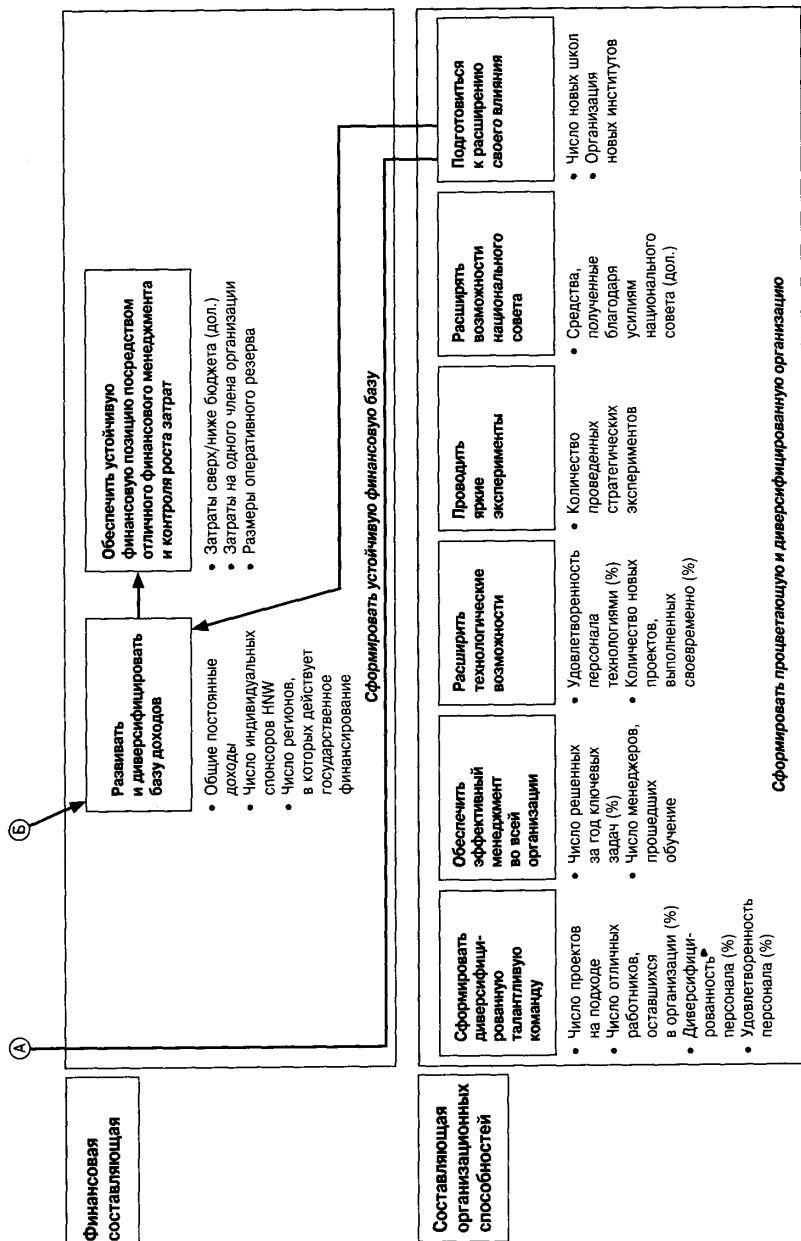 А
Б
Финансовая
составляющая
Развивать
и диверсифицировать
базу доходов
• Общие постоянные
доходы
• Число индивидуальных
спонсоров HNW
• Число регионов,
в которых действует
государственное
финансирование
Обеспечить устойчивую
финансовую позицию посредством
отличного финансового менеджмента
и контроля роста затрат
• Затраты сверх/ниже бюджета (дол.)
• Затраты на одного члена организации
• Размеры оперативного резерва
Сформировать устойчивую финансовую базу
Составляющая
организационных
способностей
Сформировать
диверсифици-
рованную
талантливую
команду
• Число проектов
на подходе
• Число отличных
работников,
оставшихся
в организации (%)
• Диверсифици-
рованность
персонала (%)
• Удовлетворенность
персонала (%)
Обеспечить
эффективный
менеджмент
во всей
организации
• Число решенных
за год ключевых
задач (%)
• Число менеджеров,
прошедших
обучение
Расширить
технологические
возможности
• Удовлетворенность
персонала
технологиями (%)
• Количество новых
проектов,
выполненных
своевременно (%)
Проводить
яркие
эксперименты
• Количество
проведенных
стратегических
экспериментов
Расширять
возможности
национального
совета
• Средства,
полученные
благодаря
усилиям
национального
совета (дол.)
Подготовиться
к расширению
своего влияния
• Число новых школ
• Организация
новых институтов
Сформировать процветающую и диверсифицированную организацию